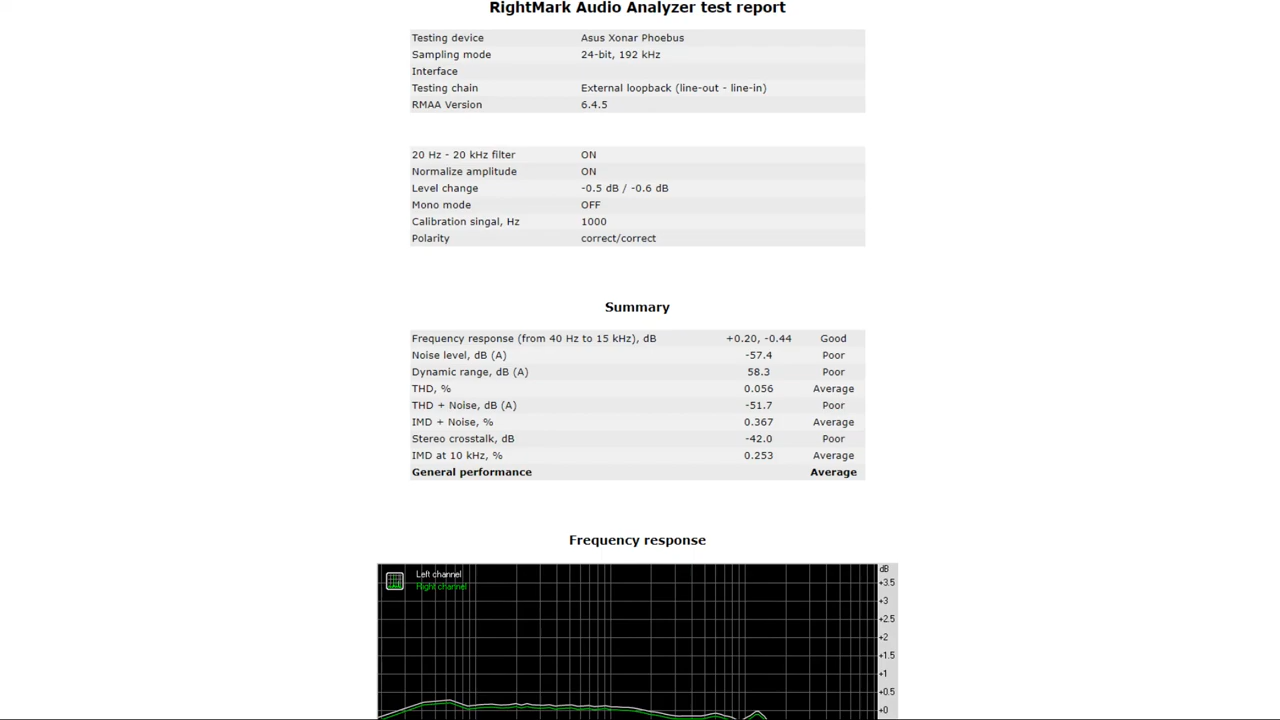 RightMark Audio Analyzer test report
Testing device Asus Xonar Phoebus
Sampling mode 24-bit, 192 kHz
Interface
Testing chain External loopback (line-out - line-in)
RMAA Version 6.4.5
20 Hz - 20 kHz filter ON
Normalize amplitude ON
Level change -0.5 dB / -0.6 dB
Mono mode OFF
Calibration singal, Hz 1000
Polarity correct/correct
Summary
Frequency response (from 40 Hz to 15 kHz), dB +0.20, -0.44 Good
Noise level, dB (A) -57.4 Poor
Dynamic range, dB (A) 58.3 Poor
THD, % 0.056 Average
THD + Noise, dB (A) -51.7 Poor
IMD + Noise, % 0.367 Average
Stereo crosstalk, dB -42.0 Poor
IMD at 10 kHz, % 0.253 Average
General performance Average
Frequency response
Left channel
Right channel
dB
+3.5
+3
+2.5
+2
+1.5
+1
+0.5
+0